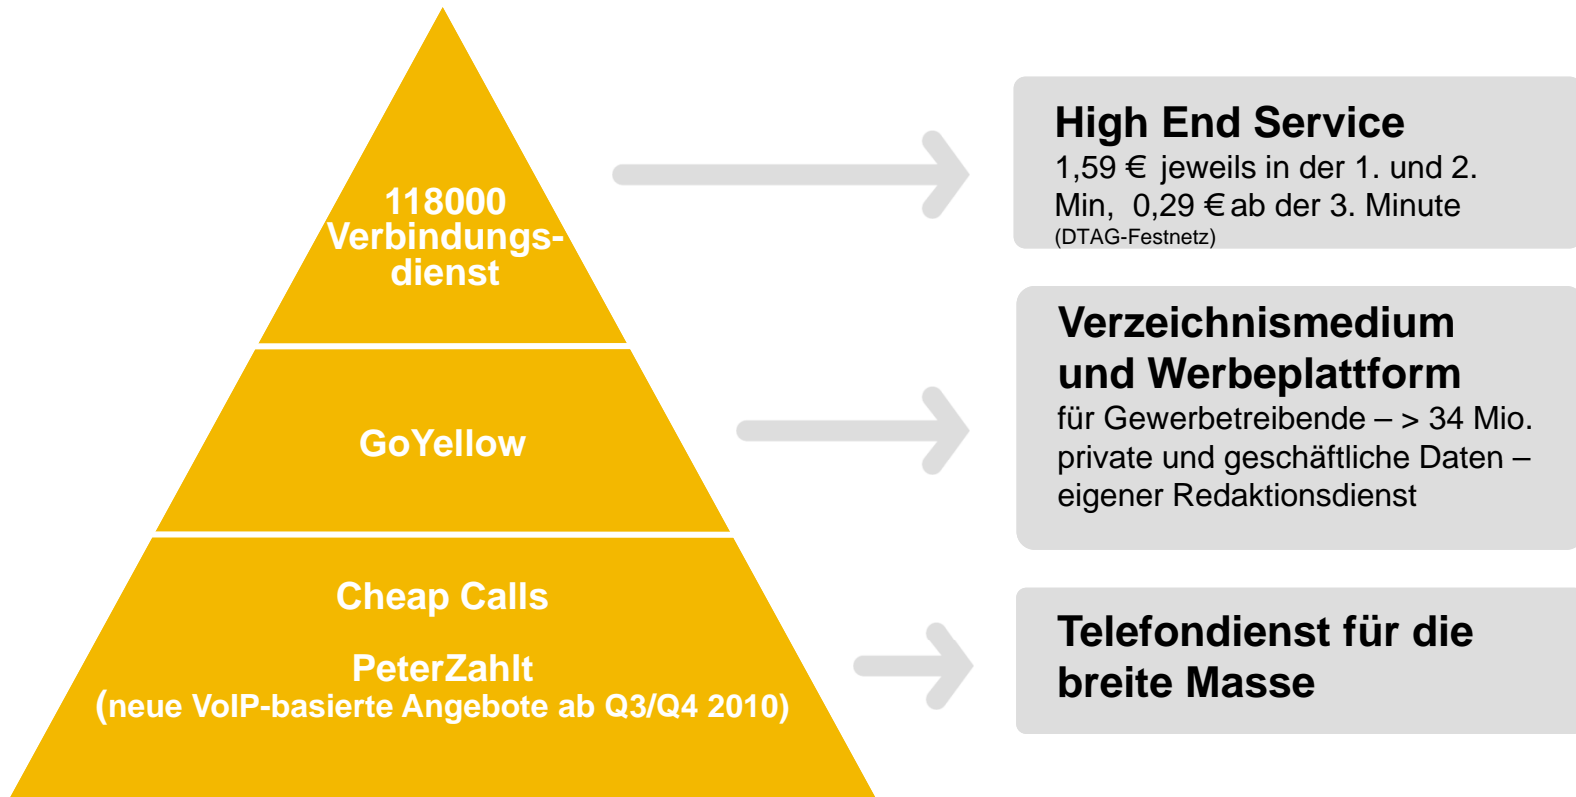 118000
Verbindungs-
dienst
High End Service
1,59 € jeweils in der 1. und 2.
Min, 0,29 € ab der 3. Minute
(DTAG-Festnetz)
GoYellow
Verzeichnismedium
und Werbeplattform
für Gewerbetreibende – > 34 Mio.
private und geschäftliche Daten –
eigener Redaktionsdienst
Cheap Calls
PeterZahlt
(neue VoIP-basierte Angebote ab Q3/Q4 2010)
Telefondienst für die
breite Masse